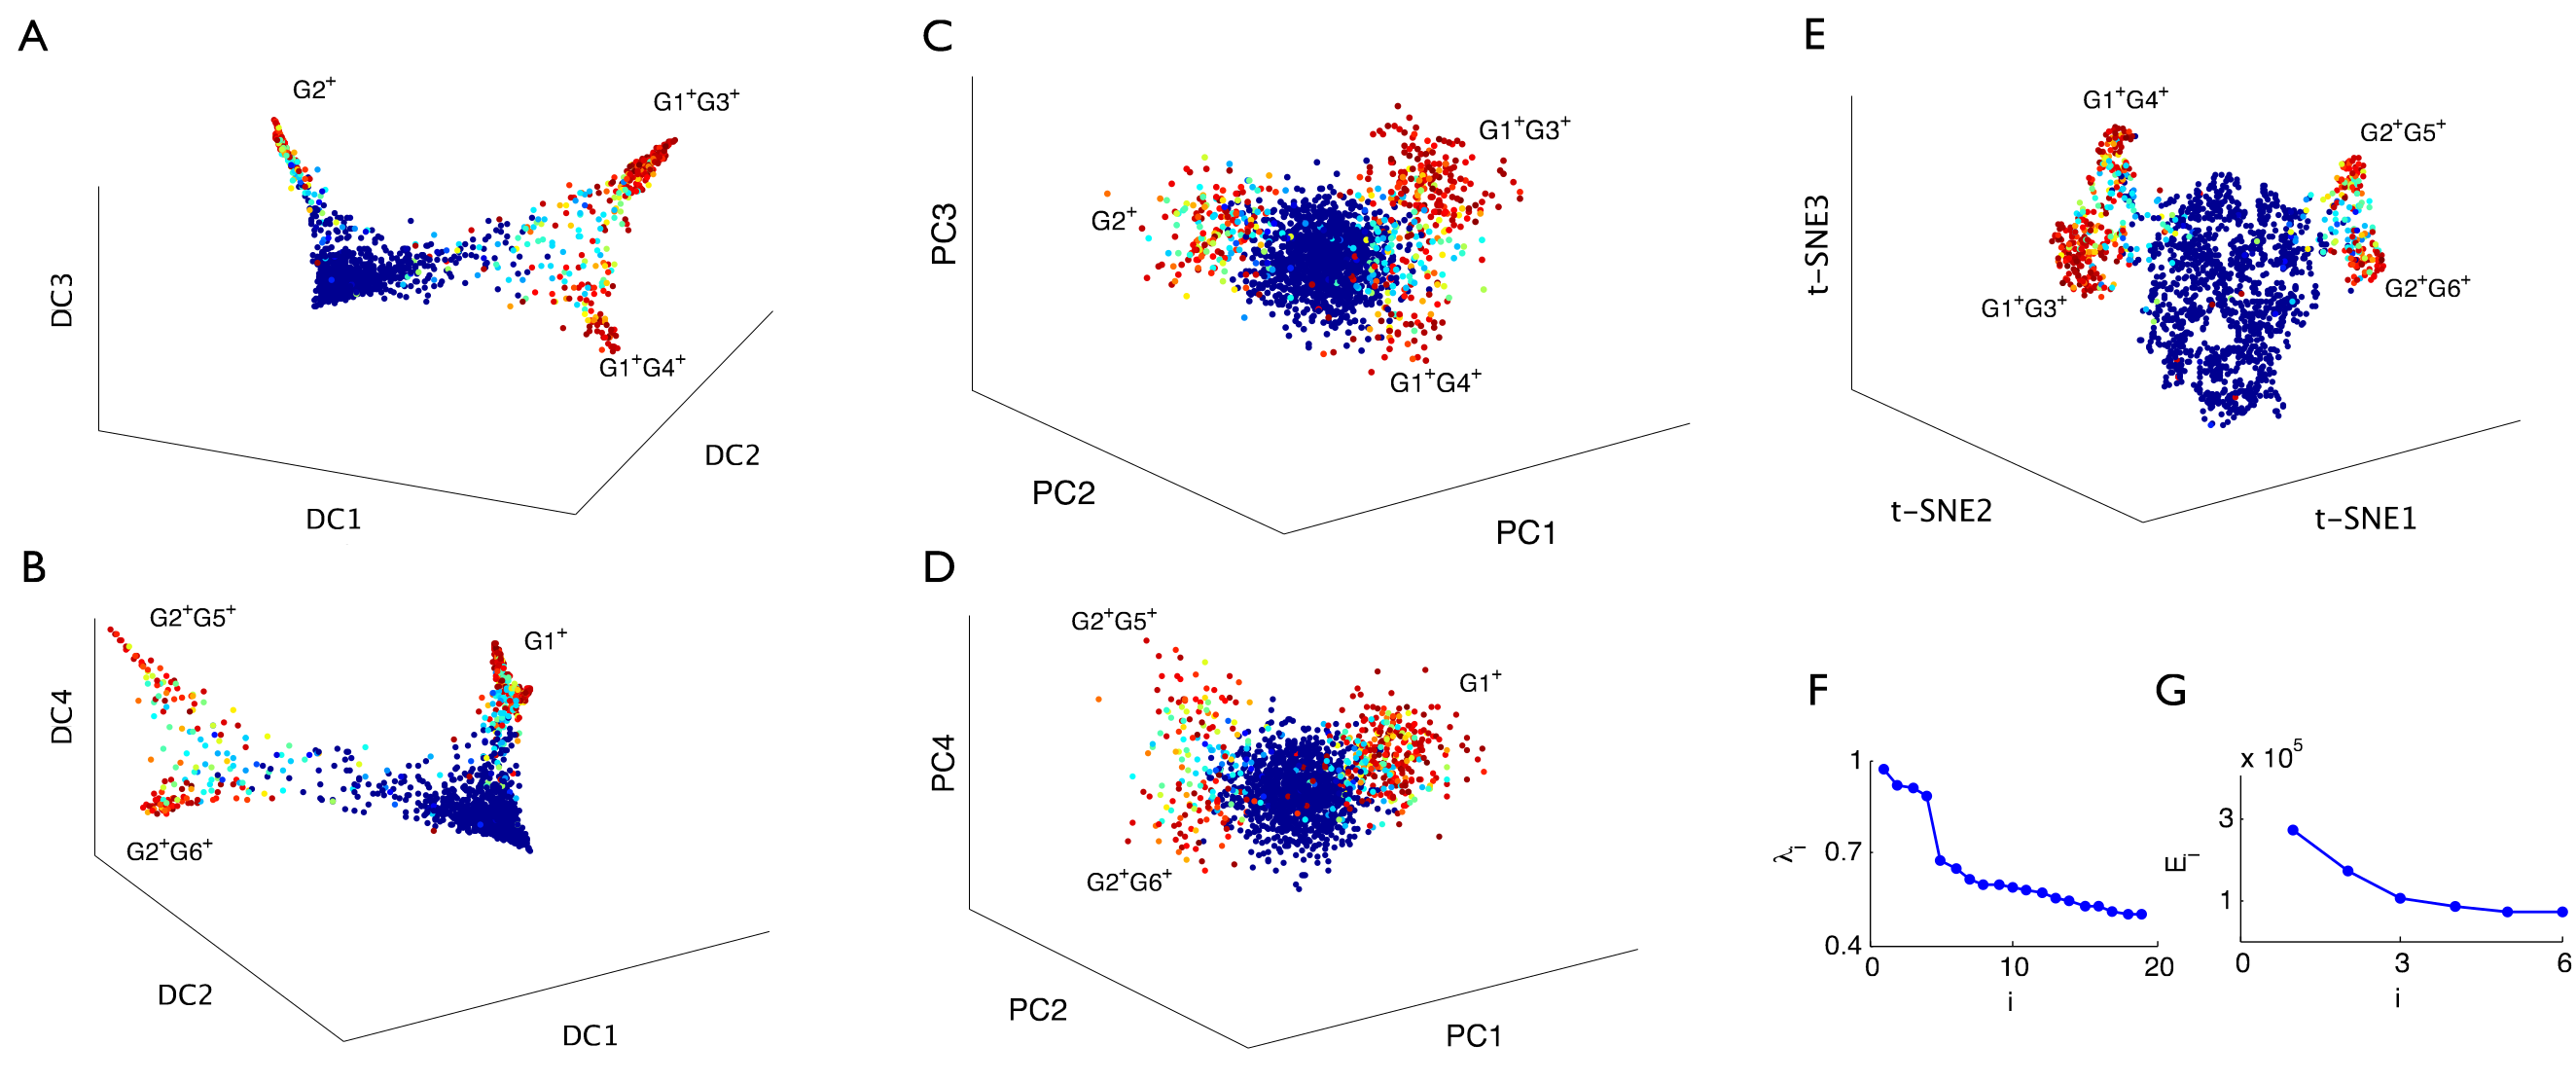 A
G2⁺
G1⁺G3⁺
G1⁺G4⁺
DC3
DC2
DC1
B
G2⁺G5⁺
G1⁺
G2⁺G6⁺
DC4
DC2
DC1
C
G1⁺G3⁺
G2⁺
G1⁺G4⁺
PC3
PC2
PC1
D
G2⁺G5⁺
G1⁺
G2⁺G6⁺
PC4
PC2
PC1
E
G1⁺G4⁺
G2⁺G5⁺
G1⁺G3⁺
G2⁺G6⁺
t-SNE3
t-SNE2
t-SNE1
F
1
0.7
0.4
λᵢ
0
10
20
i
G
x 10⁵
3
1
Eᵢ
0
3
6
i